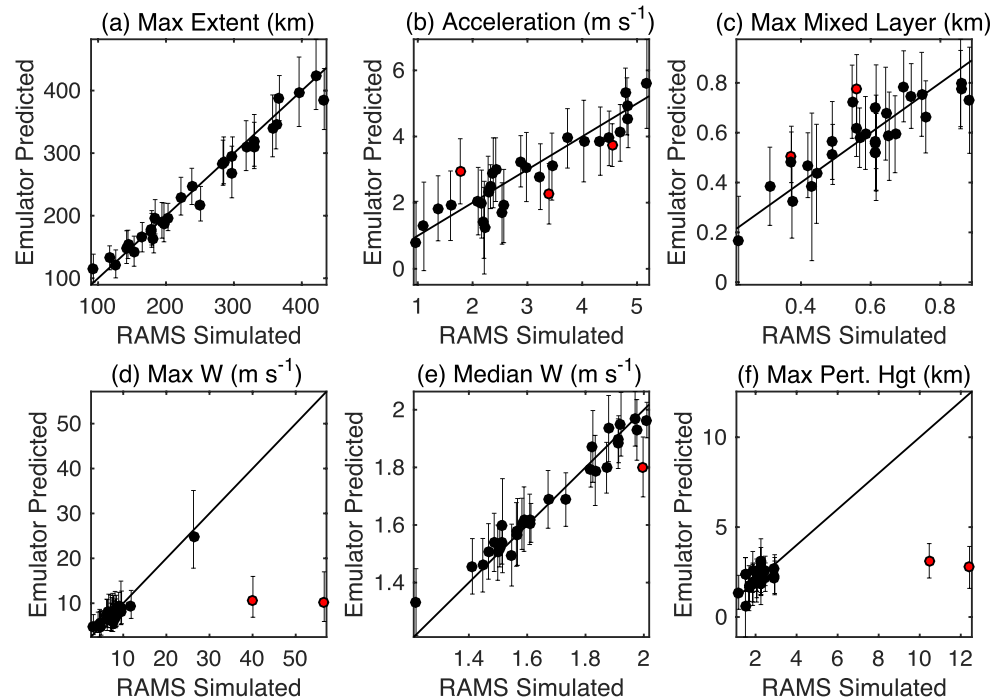 (a) Max Extent (km)
Emulator Predicted
400
300
200
100
100 200 300 400
RAMS Simulated
(b) Acceleration (m s⁻¹)
Emulator Predicted
6
4
2
0
1 2 3 4 5
RAMS Simulated
(c) Max Mixed Layer (km)
Emulator Predicted
0.8
0.6
0.4
0.2
0
0.4 0.6 0.8
RAMS Simulated
(d) Max W (m s⁻¹)
Emulator Predicted
50
40
30
20
10
10 20 30 40 50
RAMS Simulated
(e) Median W (m s⁻¹)
Emulator Predicted
2
1.8
1.6
1.4
1.4 1.6 1.8 2
RAMS Simulated
(f) Max Pert. Hgt (km)
Emulator Predicted
10
5
0
2 4 6 8 10 12
RAMS Simulated